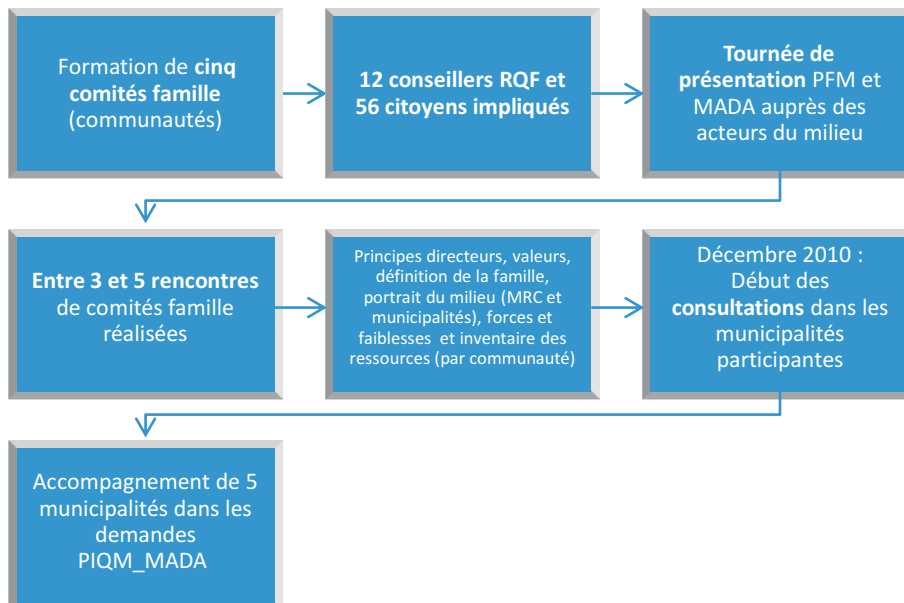 Formation de cinq
comités famille
(communautés)
12 conseillers RQF et
56 citoyens impliqués
Tournée de
présentation PFM et
MADA auprès des
acteurs du milieu
Entre 3 et 5 rencontres
de comités famille
réalisées
Principes directeurs, valeurs,
définition de la famille,
portrait du milieu (MRC et
municipalités), forces et
faiblesses et inventaire des
ressources (par communauté)
Décembre 2010 :
Début des
consultations dans les
municipalités
participantes
Accompagnement de 5
municipalités dans les
demandes
PIQM_MADA